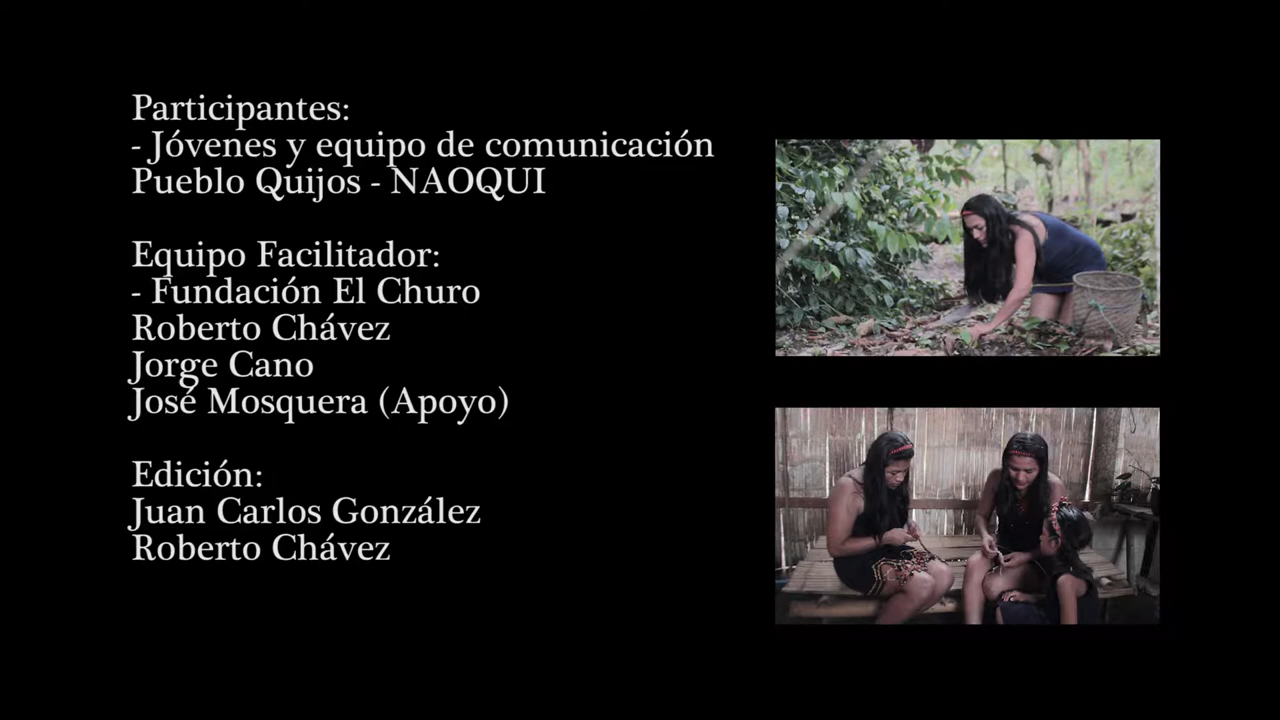 Participantes:
- Jóvenes y equipo de comunicación
Pueblo Quijos - NAOQUI
Equipo Facilitador:
- Fundación El Churo
Roberto Chávez
Jorge Cano
José Mosquera (Apoyo)
Edición:
Juan Carlos González
Roberto Chávez